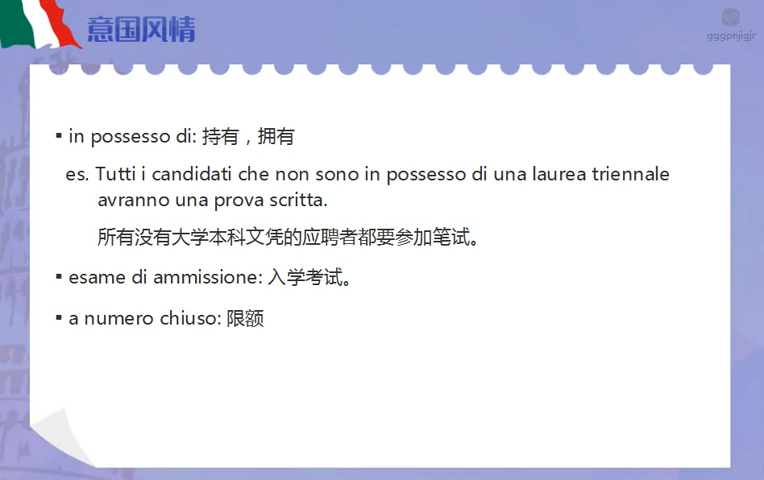 意国风情
gggpnjigjr
▪ in possesso di: 持有，拥有
es. Tutti i candidati che non sono in possesso di una laurea triennale
avranno una prova scritta.
所有没有大学本科文凭的应聘者都要参加笔试。
▪ esame di ammissione: 入学考试。
▪ a numero chiuso: 限额